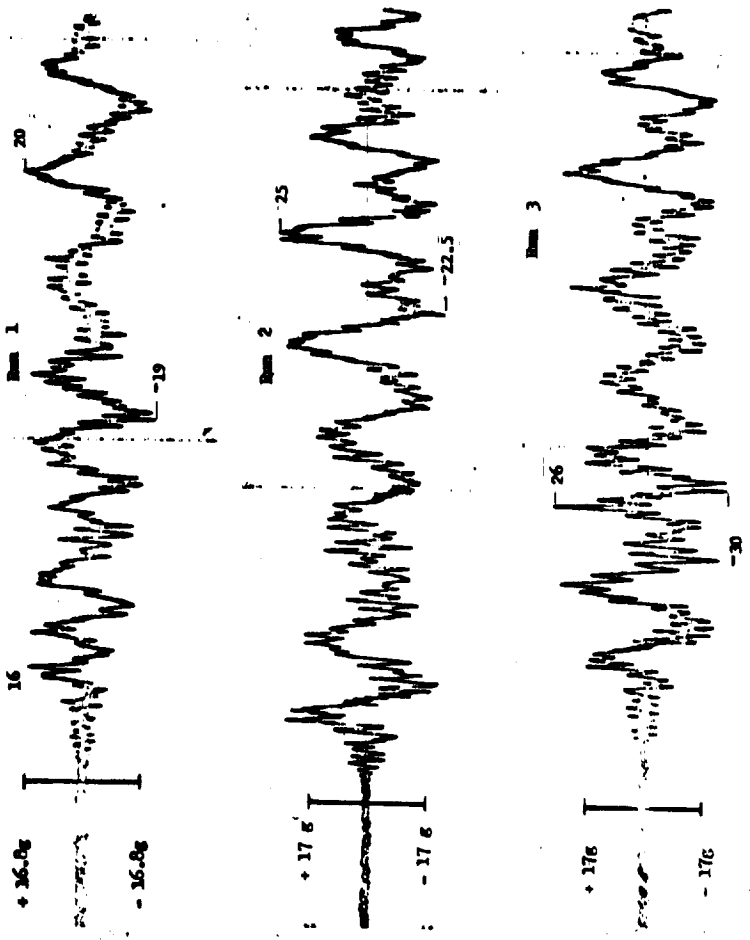 16
Run 1
20
+ 16.8g
- 16.8g
-19
Run 2
25
+ 17 g
- 17 g
-22.5
Run 3
26
+ 17g
- 17g
-30